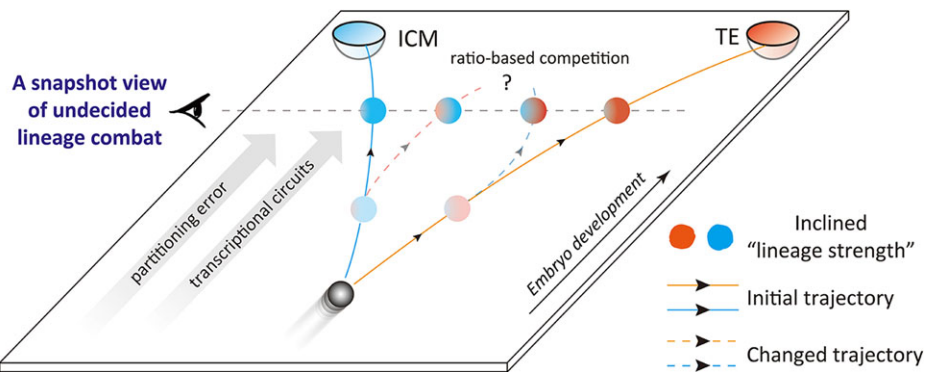 ICM
TE
ratio-based competition
?
A snapshot view
of undecided
lineage combat
partitioning error
transcriptional circuits
Embryo development
Inclined
“lineage strength”
Initial trajectory
Changed trajectory